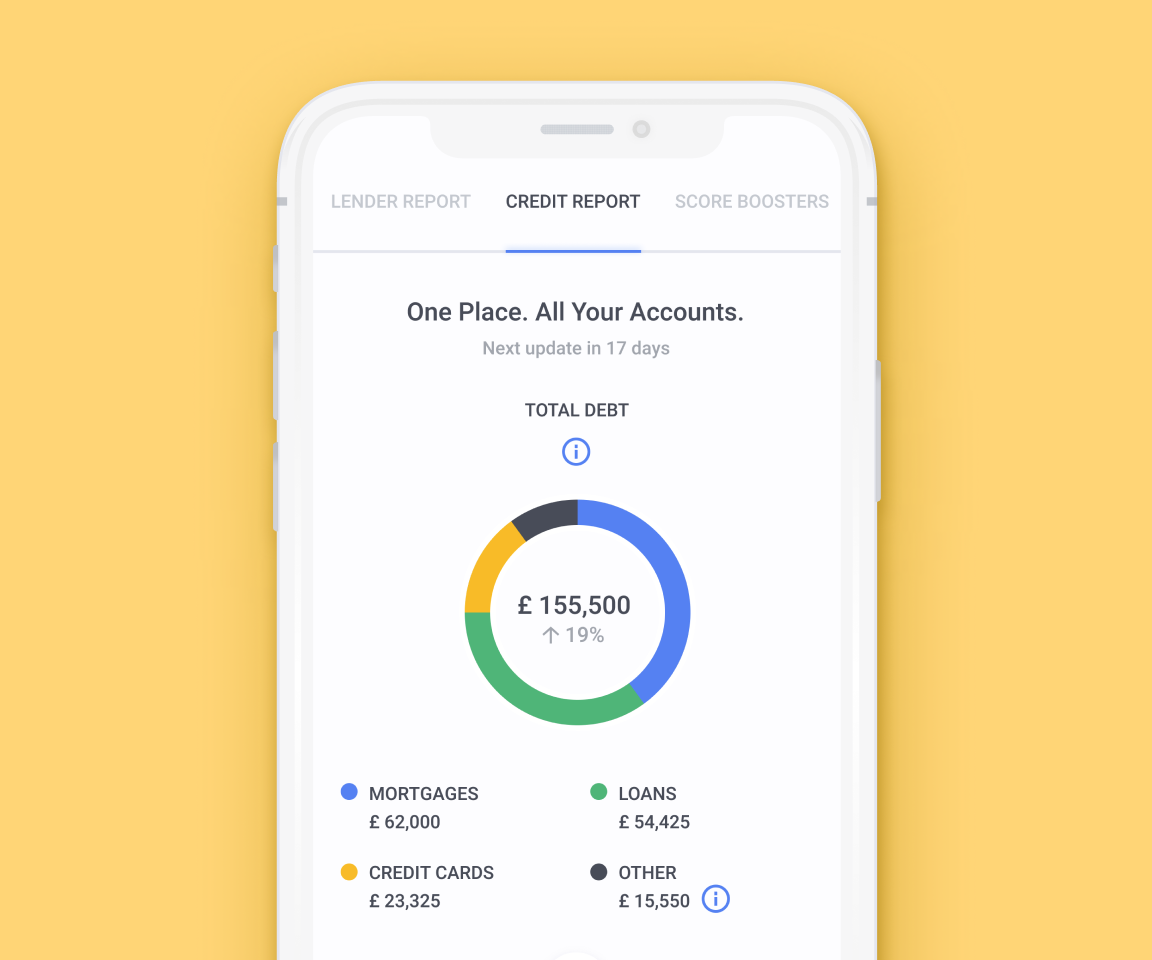 LENDER REPORT CREDIT REPORT SCORE BOOSTERS
One Place. All Your Accounts.
Next update in 17 days
TOTAL DEBT
£ 155,500
↑ 19%
MORTGAGES
£ 62,000
LOANS
£ 54,425
CREDIT CARDS
£ 23,325
OTHER
£ 15,550